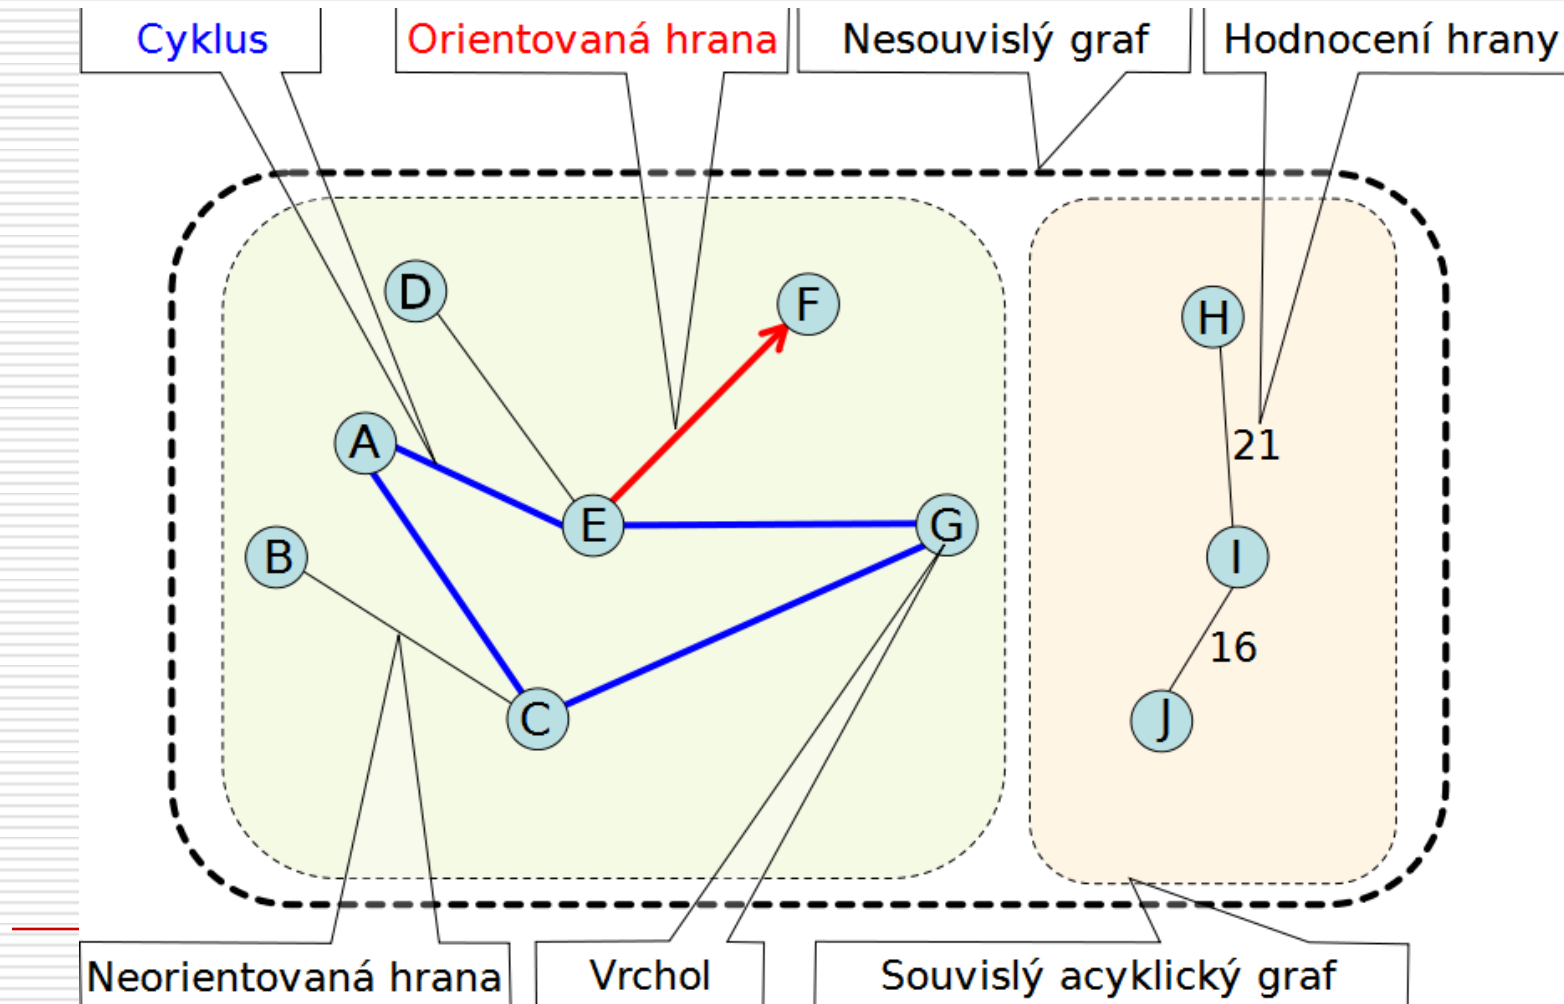 Cyklus
Orientovaná hrana
Nesouvislý graf
Hodnocení hrany
D
F
H
A
21
E
G
B
I
16
C
J
Neorientovaná hrana
Vrchol
Souvislý acyklický graf